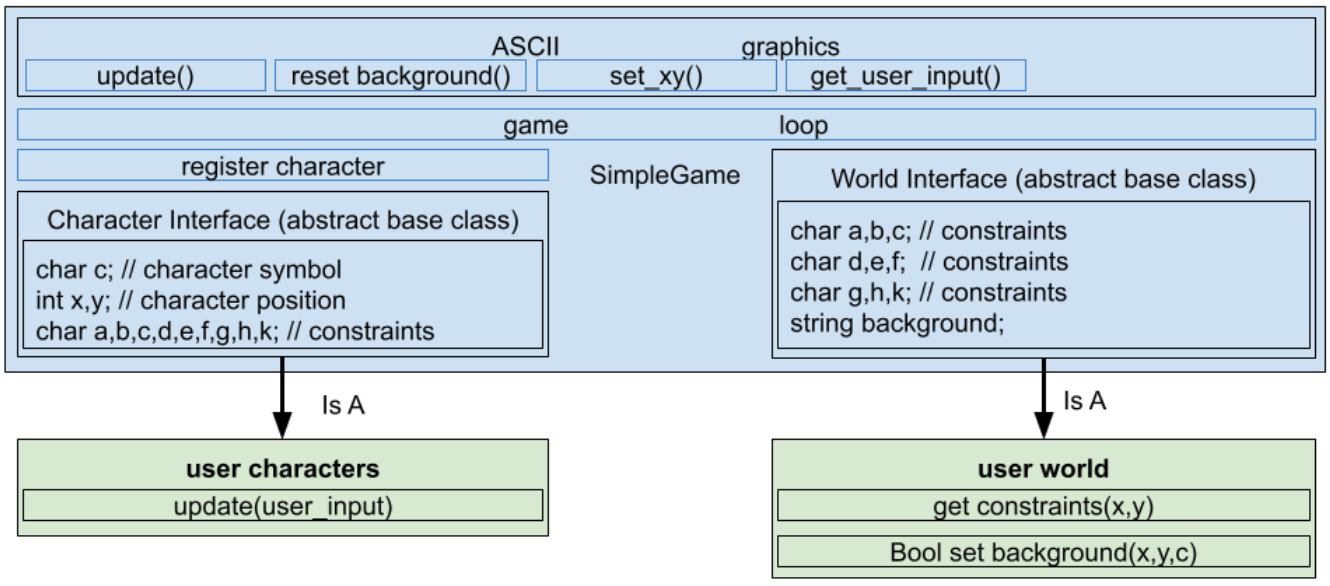 ASCII graphics
update() reset background() set_xy() get_user_input()
game loop
register character
SimpleGame
Character Interface (abstract base class)
char c; // character symbol
int x,y; // character position
char a,b,c,d,e,f,g,h,k; // constraints
World Interface (abstract base class)
char a,b,c; // constraints
char d,e,f; // constraints
char g,h,k; // constraints
string background;
Is A
Is A
user characters
update(user_input)
user world
get constraints(x,y)
Bool set background(x,y,c)